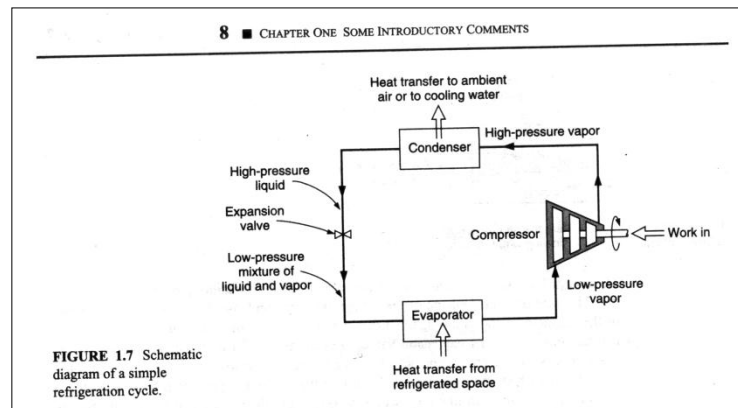 8 ■ CHAPTER ONE SOME INTRODUCTORY COMMENTS
Heat transfer to ambient
air or to cooling water
Condenser
High-pressure vapor
High-pressure
liquid
Expansion
valve
Compressor
Work in
Low-pressure
mixture of
liquid and vapor
Low-pressure
vapor
Evaporator
Heat transfer from
refrigerated space
FIGURE 1.7 Schematic
diagram of a simple
refrigeration cycle.